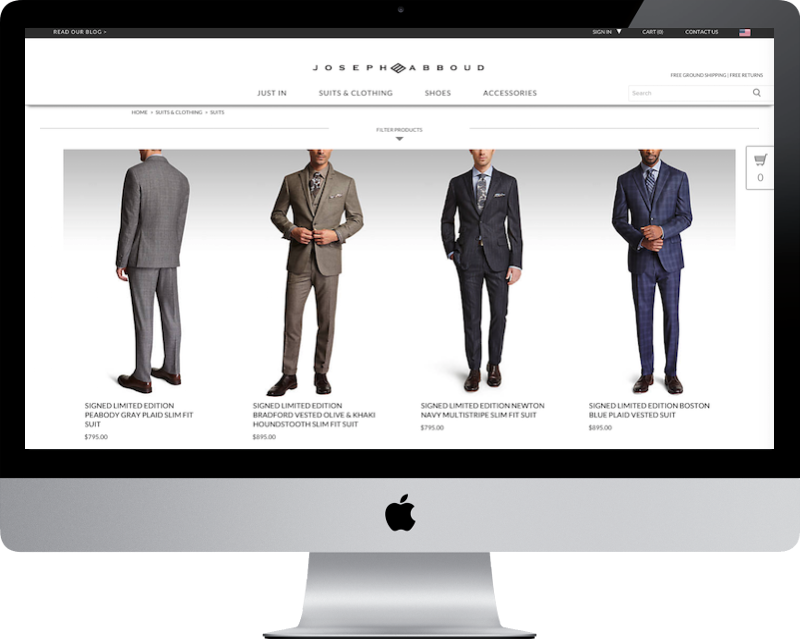 READ OUR BLOG >
SIGN IN ▼ CART (0) CONTACT US
JOSEPH ABBOUD
FREE GROUND SHIPPING | FREE RETURNS
JUST IN SUITS & CLOTHING SHOES ACCESSORIES
Search
HOME > SUITS & CLOTHING > SUITS
FILTER PRODUCTS
0
SIGNED LIMITED EDITION
PEABODY GRAY PLAID SLIM FIT
SUIT
$795.00
SIGNED LIMITED EDITION
BRADFORD VESTED OLIVE & KHAKI
HOUNDSTOOTH SLIM FIT SUIT
$895.00
SIGNED LIMITED EDITION NEWTON
NAVY MULTISTRIPE SLIM FIT SUIT
$795.00
SIGNED LIMITED EDITION BOSTON
BLUE PLAID VESTED SUIT
$895.00